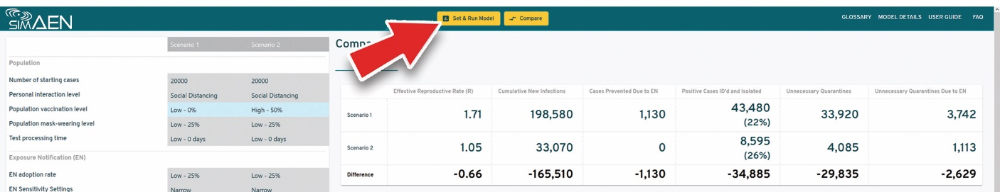 SIMAEN
Set & Run Model
Compare
GLOSSARY MODEL DETAILS USER GUIDE FAQ
Scenario 1 Scenario 2
Population
Number of starting cases 20000 20000
Personal interaction level Social Distancing Social Distancing
Population vaccination level Low - 0% High - 50%
Population mask-wearing level Low - 25% Low - 25%
Test processing time Low - 0 days Low - 0 days
Exposure Notification (EN)
EN adoption rate Low - 25% Low - 25%
EN Sensitivity Settings Narrow Narrow
Effective Reproductive Rate (R) Cumulative New Infections Cases Prevented Due to EN Positive Cases ID'd and Isolated Unnecessary Quarantines Unnecessary Quarantines Due to EN
Scenario 1 1.71 198,580 1,130 43,480 (22%) 33,920 3,742
Scenario 2 1.05 33,070 0 8,595 (26%) 4,085 1,113
Difference -0.66 -165,510 -1,130 -34,885 -29,835 -2,629